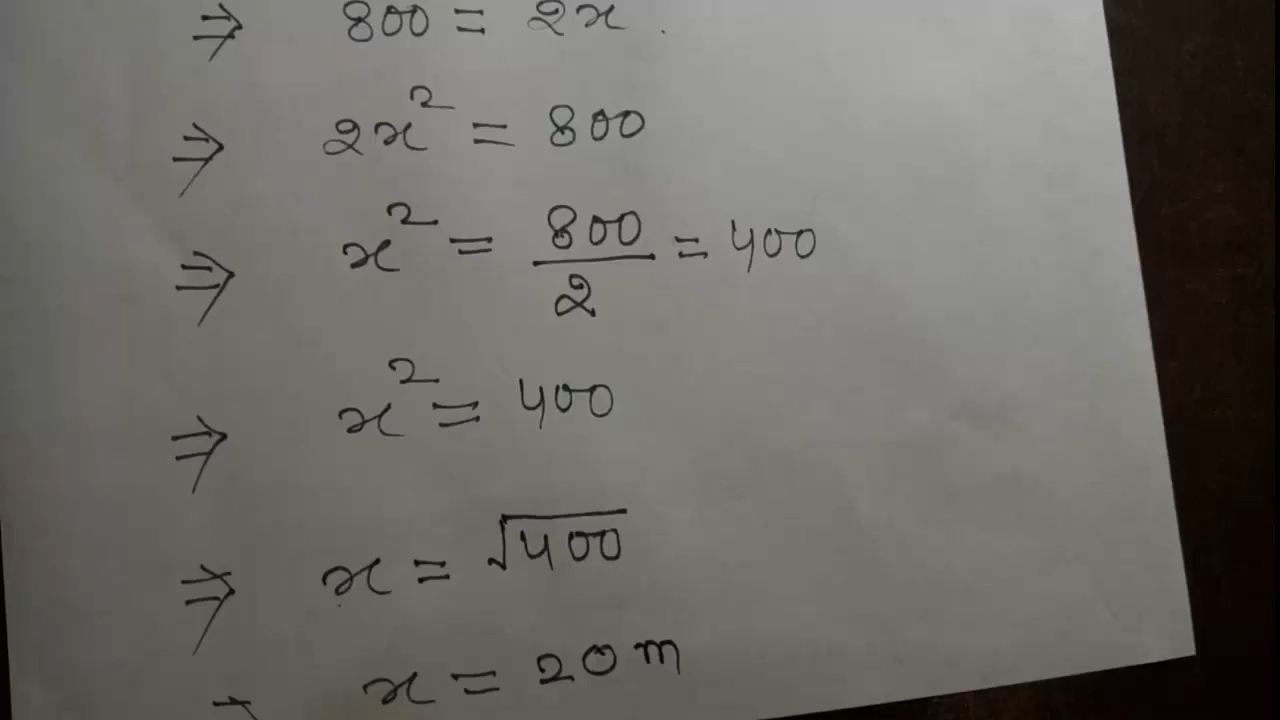 ⇒ 800 = 2x
⇒ 2x² = 800
⇒ x² = 800/2 = 400
⇒ x² = 400
⇒ x = √400
⇒ x = 20 m